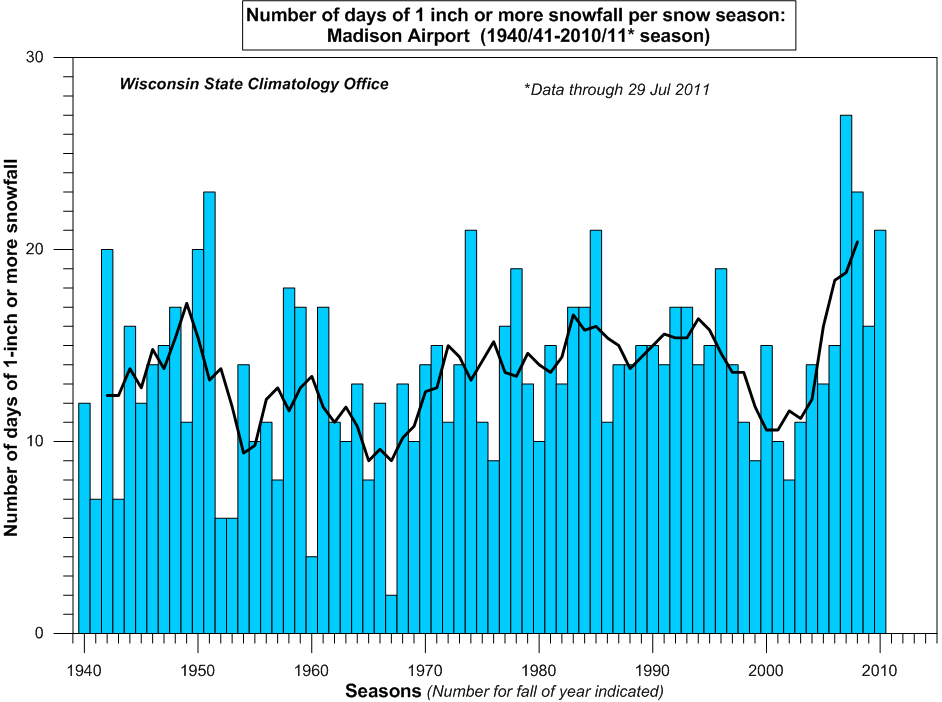 Number of days of 1 inch or more snowfall per snow season:
Madison Airport (1940/41-2010/11* season)
Wisconsin State Climatology Office
*Data through 29 Jul 2011
Number of days of 1-inch or more snowfall
30
20
10
0
1940 1950 1960 1970 1980 1990 2000 2010
Seasons (Number for fall of year indicated)